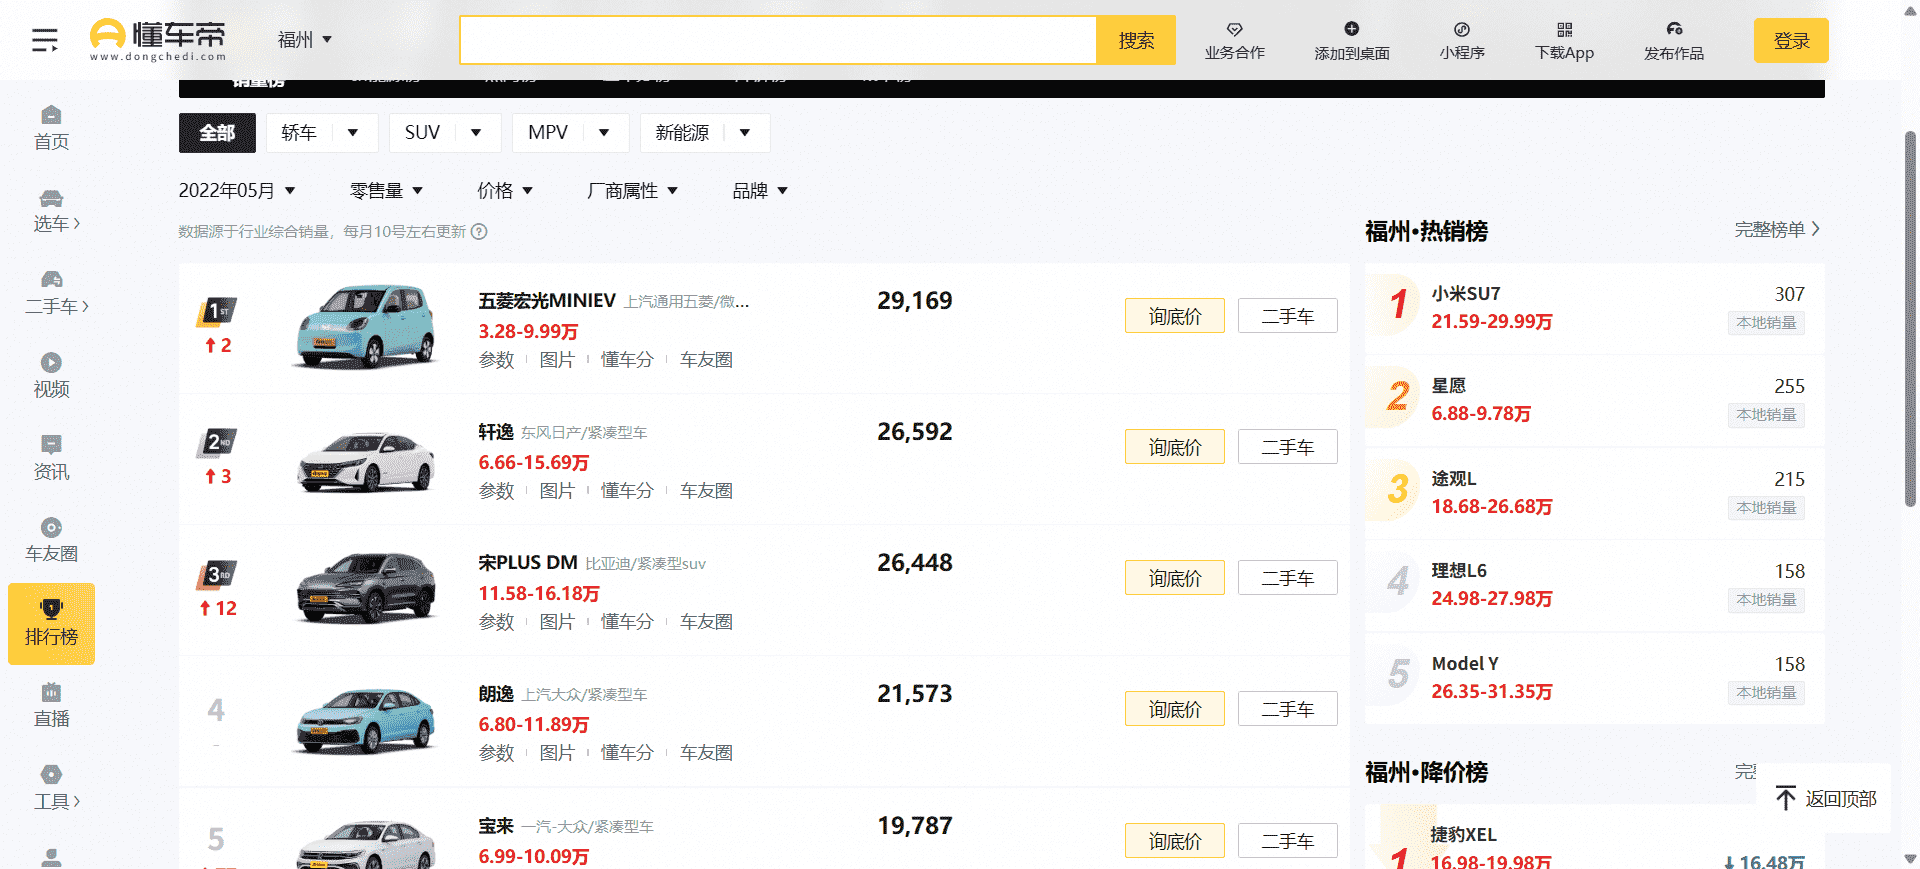 懂车帝
www.dongchedi.com
福州
搜索
业务合作
添加到桌面
小程序
下载App
发布作品
登录
首页
选车
二手车
视频
资讯
车友圈
排行榜
直播
工具
销量榜
全部
轿车
SUV
MPV
新能源
2022年05月
零售量
价格
厂商属性
品牌
数据源于行业综合销量，每月10号左右更新 ?
1ST
2
五菱宏光MINIEV 上汽通用五菱/微...
3.28-9.99万
参数 图片 懂车分 车友圈
29,169
询底价
二手车
2ND
3
轩逸 东风日产/紧凑型车
6.66-15.69万
参数 图片 懂车分 车友圈
26,592
询底价
二手车
3RD
12
宋PLUS DM 比亚迪/紧凑型suv
11.58-16.18万
参数 图片 懂车分 车友圈
26,448
询底价
二手车
4
-
朗逸 上汽大众/紧凑型车
6.80-11.89万
参数 图片 懂车分 车友圈
21,573
询底价
二手车
5
宝来 一汽-大众/紧凑型车
6.99-10.09万
19,787
询底价
二手车
福州·热销榜
完整榜单
1
小米SU7
21.59-29.99万
307
本地销量
2
星愿
6.88-9.78万
255
本地销量
3
途观L
18.68-26.68万
215
本地销量
4
理想L6
24.98-27.98万
158
本地销量
5
Model Y
26.35-31.35万
158
本地销量
福州·降价榜
完
返回顶部
1
捷豹XEL
16.98-19.98万
16.48万